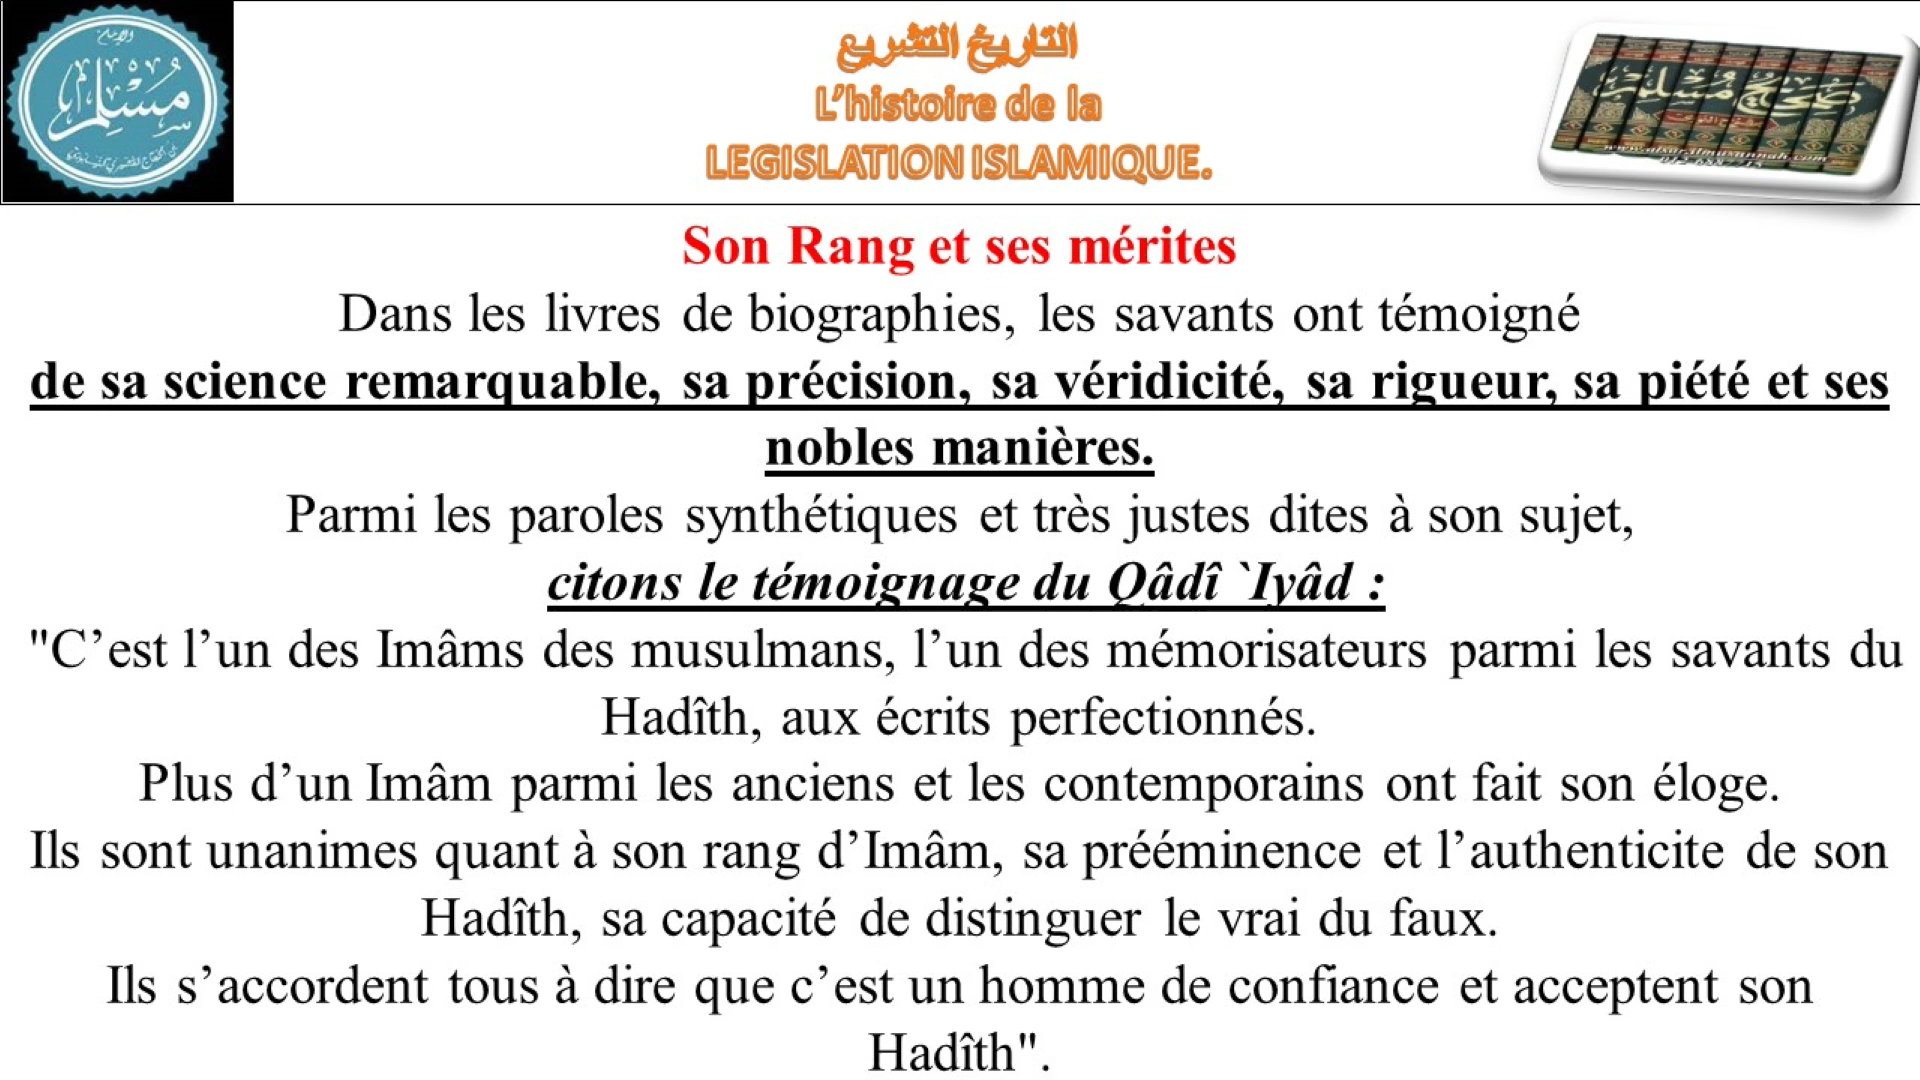 الإمام
مسلم
التاريخ التشريع
L’histoire de la
LEGISLATION ISLAMIQUE.
صحيح مسلم
Son Rang et ses mérites
Dans les livres de biographies, les savants ont témoigné
de sa science remarquable, sa précision, sa véridicité, sa rigueur, sa piété et ses
nobles manières.
Parmi les paroles synthétiques et très justes dites à son sujet,
citons le témoignage du Qâdî `Iyâd :
"C’est l’un des Imâms des musulmans, l’un des mémorisateurs parmi les savants du
Hadîth, aux écrits perfectionnés.
Plus d’un Imâm parmi les anciens et les contemporains ont fait son éloge.
Ils sont unanimes quant à son rang d’Imâm, sa prééminence et l’authenticite de son
Hadîth, sa capacité de distinguer le vrai du faux.
Ils s’accordent tous à dire que c’est un homme de confiance et acceptent son
Hadîth".